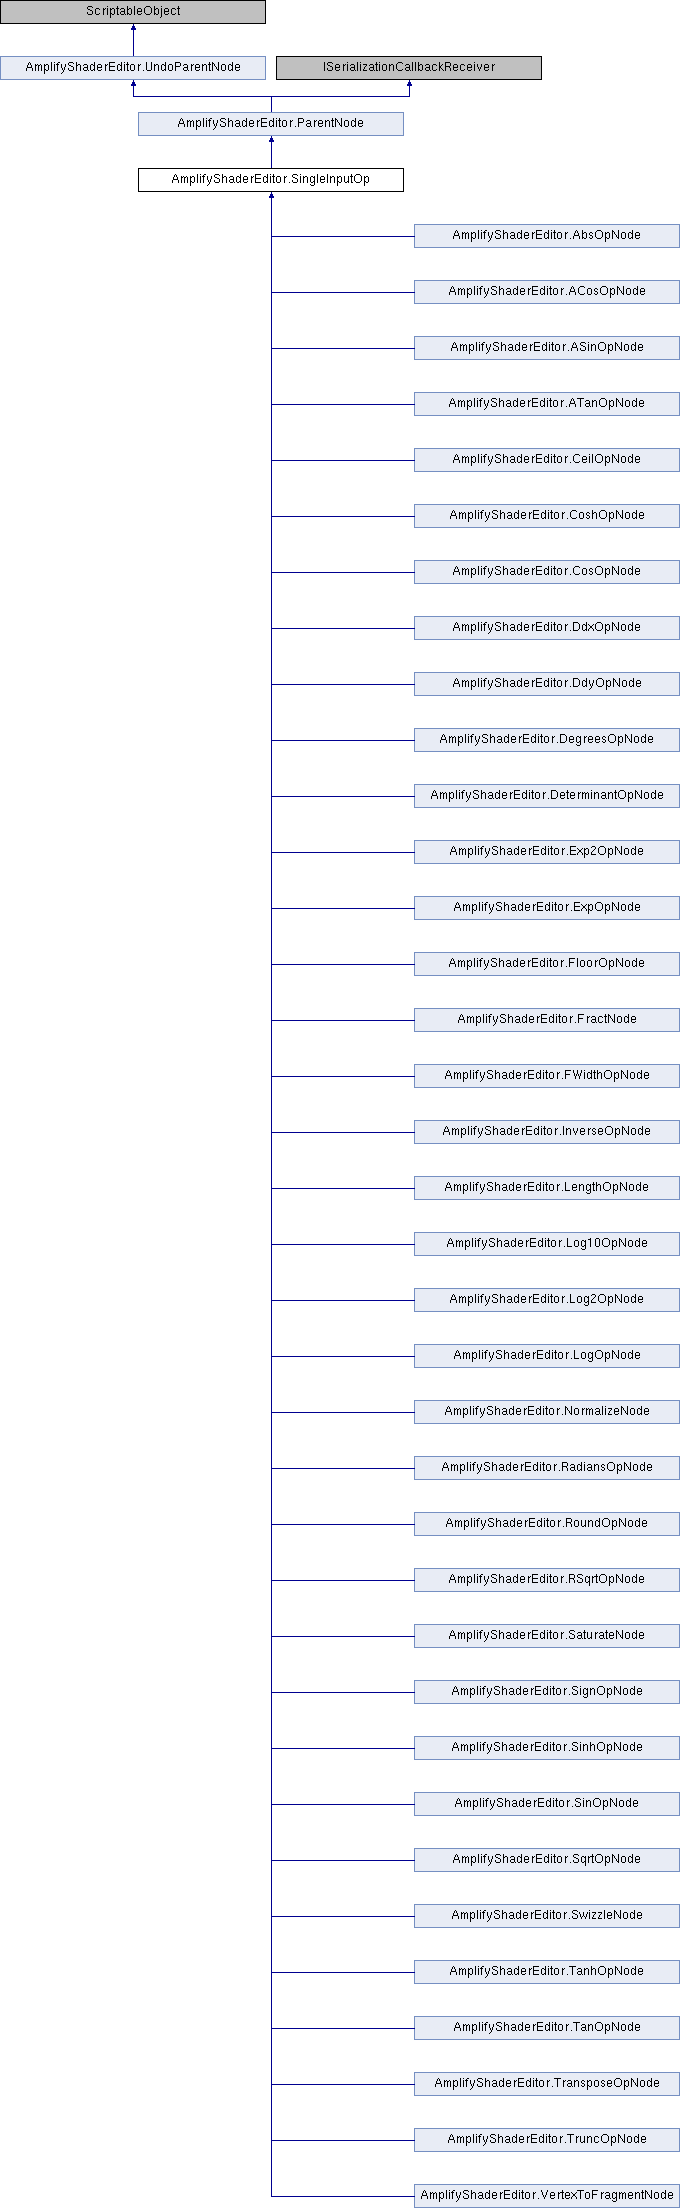 ScriptableObject
AmplifyShaderEditor.UndoParentNode
ISerializationCallbackReceiver
AmplifyShaderEditor.ParentNode
AmplifyShaderEditor.SingleInputOp
AmplifyShaderEditor.AbsOpNode
AmplifyShaderEditor.ACosOpNode
AmplifyShaderEditor.ASinOpNode
AmplifyShaderEditor.ATanOpNode
AmplifyShaderEditor.CeilOpNode
AmplifyShaderEditor.CoshOpNode
AmplifyShaderEditor.CosOpNode
AmplifyShaderEditor.DdxOpNode
AmplifyShaderEditor.DdyOpNode
AmplifyShaderEditor.DegreesOpNode
AmplifyShaderEditor.DeterminantOpNode
AmplifyShaderEditor.Exp2OpNode
AmplifyShaderEditor.ExpOpNode
AmplifyShaderEditor.FloorOpNode
AmplifyShaderEditor.FractNode
AmplifyShaderEditor.FWidthOpNode
AmplifyShaderEditor.InverseOpNode
AmplifyShaderEditor.LengthOpNode
AmplifyShaderEditor.Log10OpNode
AmplifyShaderEditor.Log2OpNode
AmplifyShaderEditor.LogOpNode
AmplifyShaderEditor.NormalizeNode
AmplifyShaderEditor.RadiansOpNode
AmplifyShaderEditor.RoundOpNode
AmplifyShaderEditor.RSqrtOpNode
AmplifyShaderEditor.SaturateNode
AmplifyShaderEditor.SignOpNode
AmplifyShaderEditor.SinhOpNode
AmplifyShaderEditor.SinOpNode
AmplifyShaderEditor.SqrtOpNode
AmplifyShaderEditor.SwizzleNode
AmplifyShaderEditor.TanhOpNode
AmplifyShaderEditor.TanOpNode
AmplifyShaderEditor.TransposeOpNode
AmplifyShaderEditor.TruncOpNode
AmplifyShaderEditor.VertexToFragmentNode